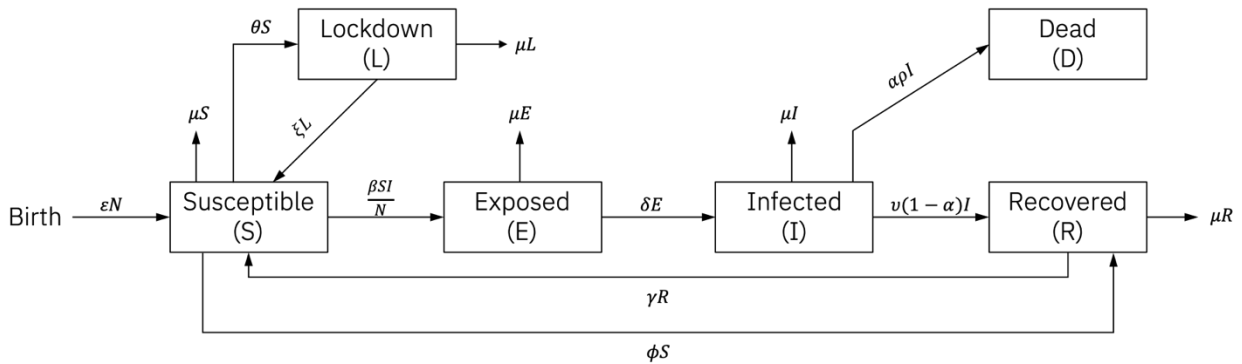 θS
Lockdown
(L)
μL
Dead
(D)
αρI
μS
ξL
μE
μI
Birth
εN
Susceptible
(S)
βSI
N
Exposed
(E)
δE
Infected
(I)
υ(1 − α)I
Recovered
(R)
μR
γR
ϕS